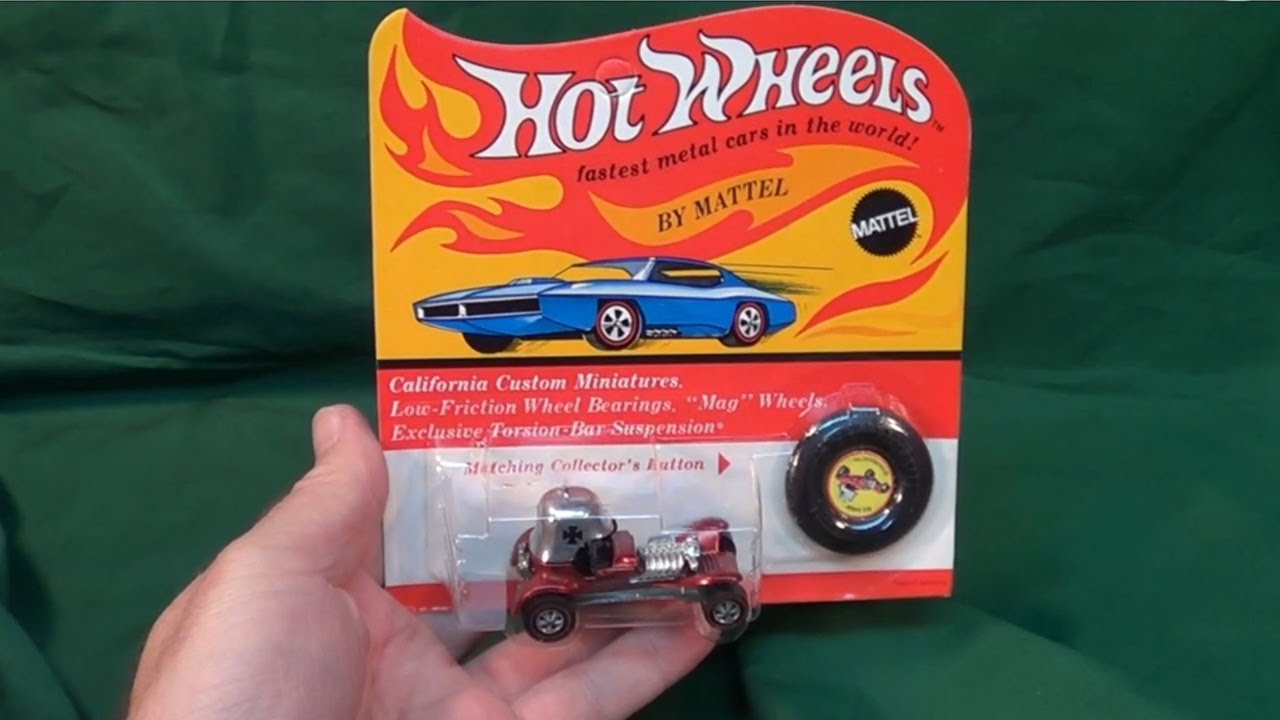 Hot Wheels™
fastest metal cars in the world!
BY MATTEL
MATTEL
California Custom Miniatures.
Low-Friction Wheel Bearings. “Mag” Wheels.
Exclusive Torsion-Bar Suspension
Matching Collector's Button